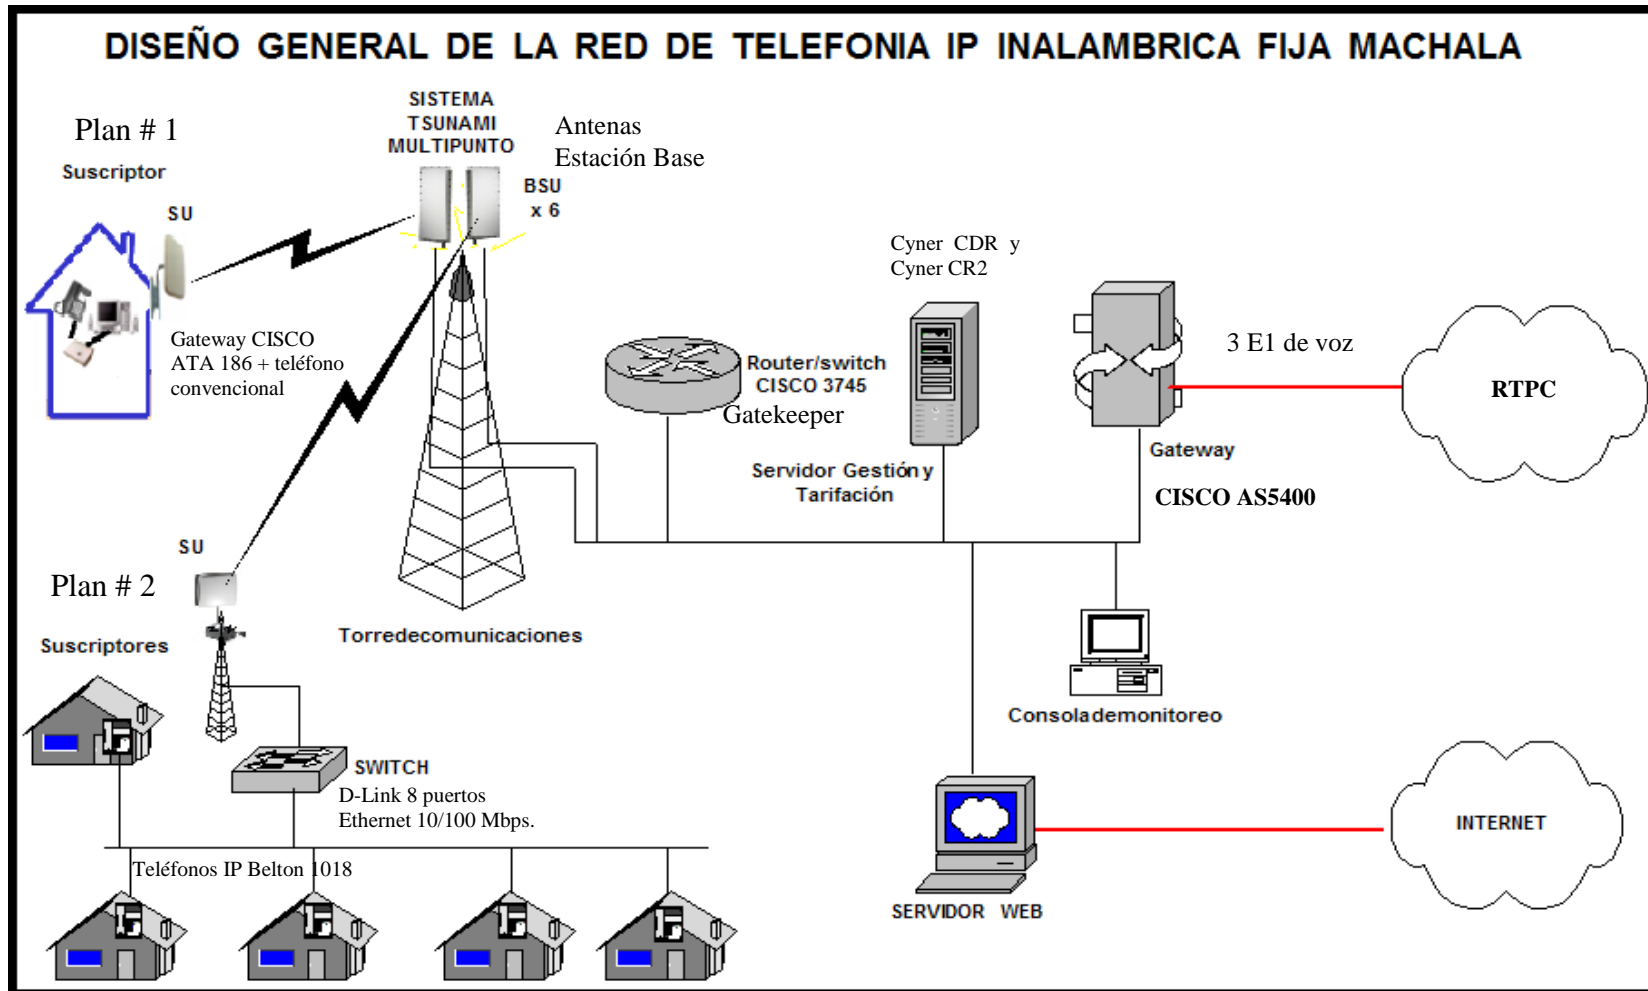 DISEÑO GENERAL DE LA RED DE TELEFONIA IP INALAMBRICA FIJA MACHALA
Plan # 1
Suscriptor
SU
Gateway CISCO
ATA 186 + teléfono
convencional
SISTEMA
TSUNAMI
MULTIPUNTO
Antenas
Estación Base
BSU
x 6
Router/switch
CISCO 3745
Gatekeeper
Cyner CDR y
Cyner CR2
Servidor Gestión y
Tarifación
Gateway
CISCO AS5400
3 E1 de voz
RTPC
SU
Plan # 2
Suscriptores
Torredecomunicaciones
SWITCH
D-Link 8 puertos
Ethernet 10/100 Mbps.
Teléfonos IP Belton 1018
Consolademonitoreo
SERVIDOR WEB
INTERNET